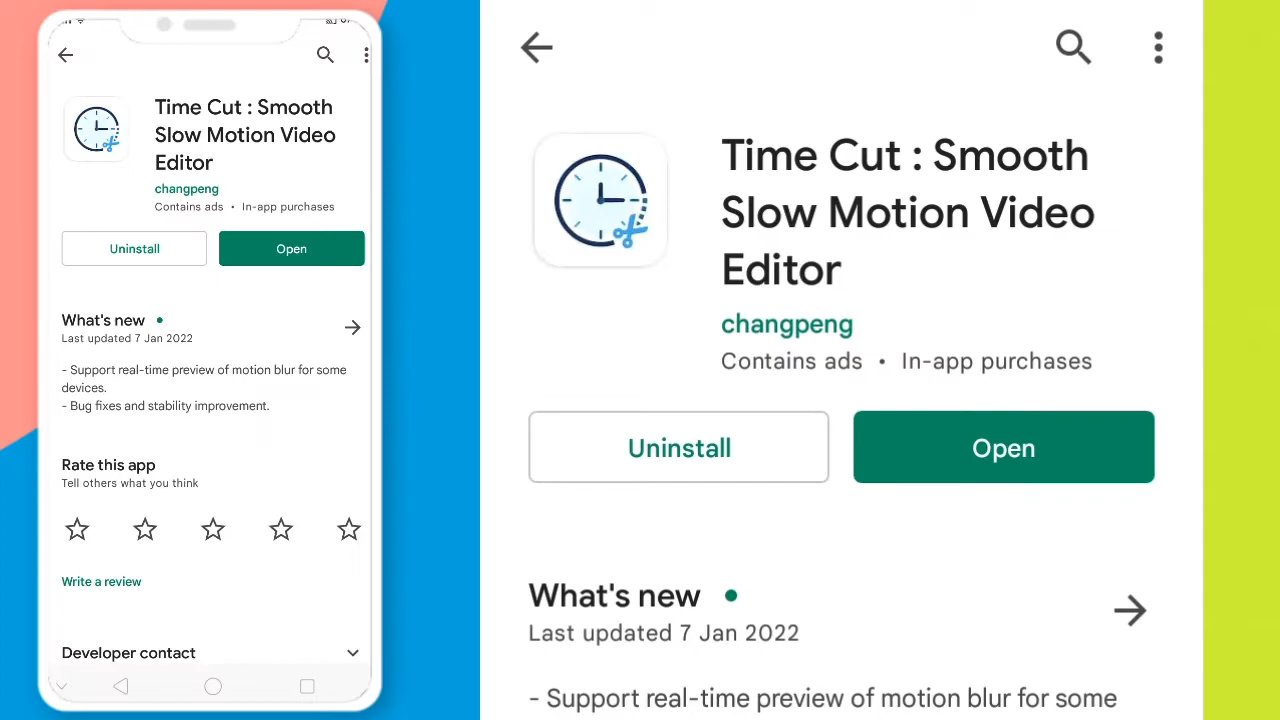 Time Cut : Smooth
Slow Motion Video
Editor
changpeng
Contains ads • In-app purchases
Uninstall
Open
What's new
Last updated 7 Jan 2022
- Support real-time preview of motion blur for some
devices.
- Bug fixes and stability improvement.
Rate this app
Tell others what you think
Write a review
Developer contact
Time Cut : Smooth
Slow Motion Video
Editor
changpeng
Contains ads • In-app purchases
Uninstall
Open
What's new
Last updated 7 Jan 2022
- Support real-time preview of motion blur for some